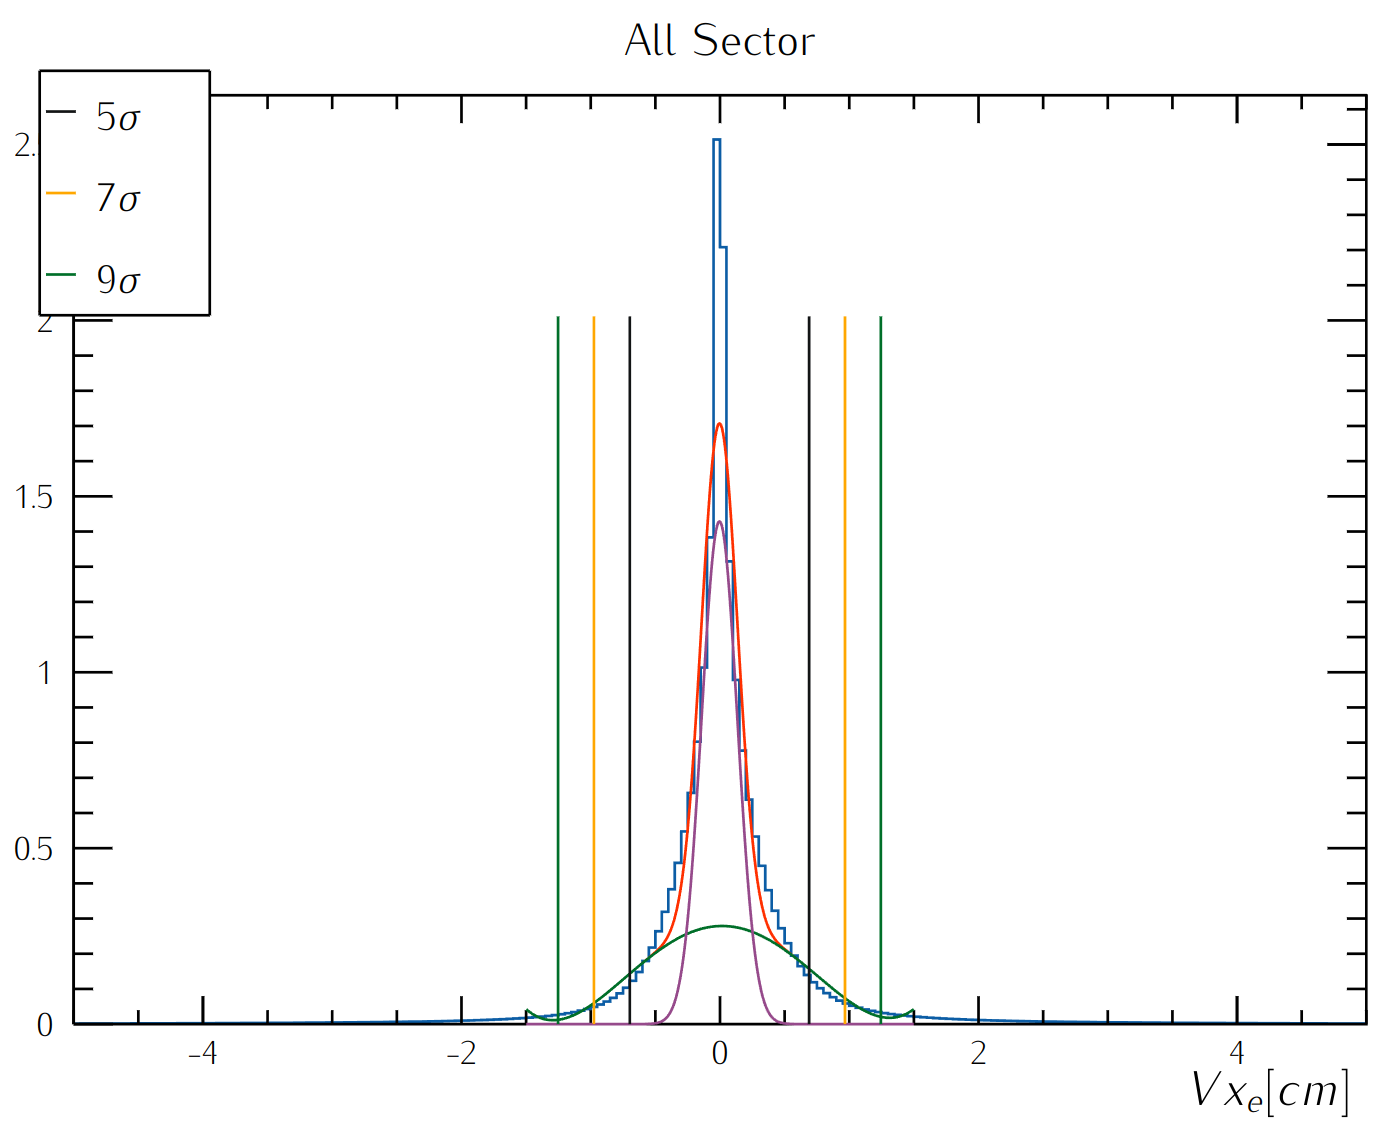 All Sector
5σ
7σ
9σ
2.
2
1.5
1
0.5
0
−4 −2 0 2 4
Vxₑ[cm]